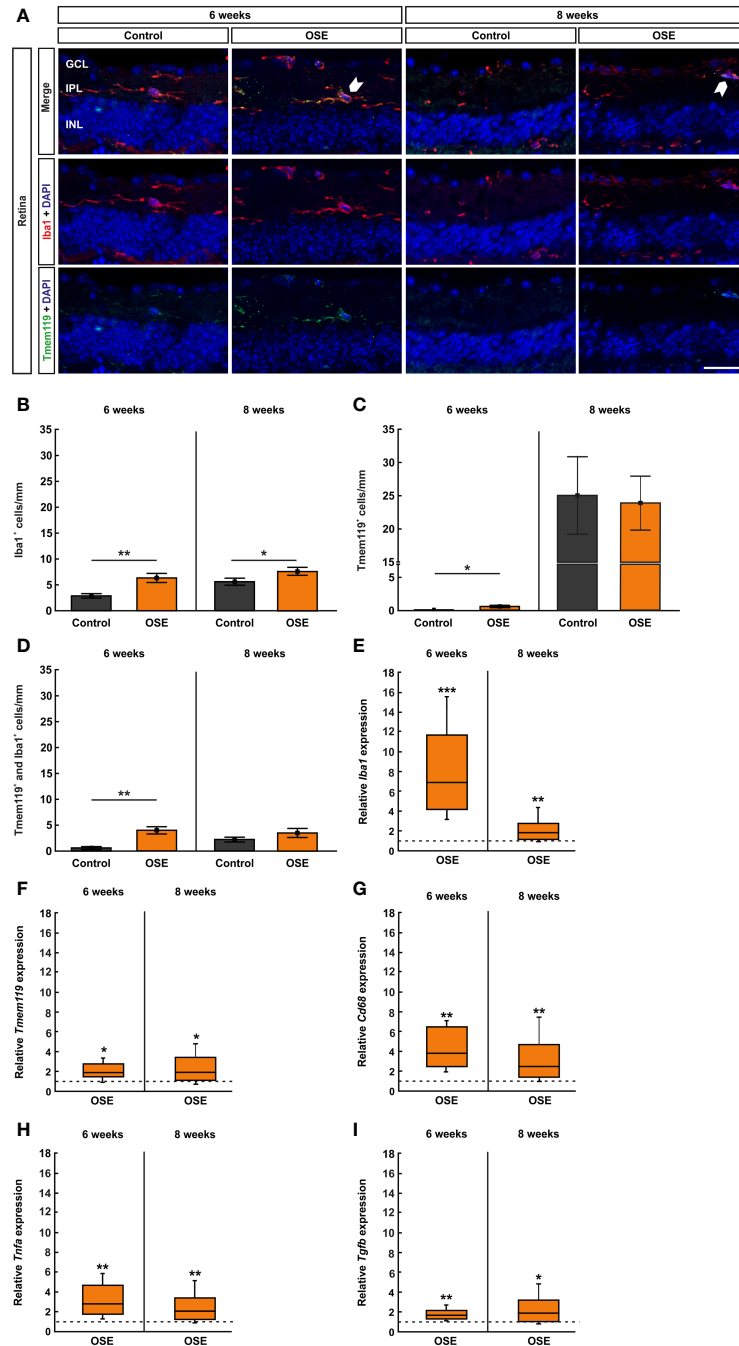 A
6 weeks
8 weeks
Control
OSE
Control
OSE
Retina
Merge
GCL
IPL
INL
Iba1 + DAPI
Tmem119 + DAPI
B
6 weeks
8 weeks
Iba1⁺ cells/mm
35
30
25
20
15
10
5
0
**
*
Control
OSE
Control
OSE
C
6 weeks
8 weeks
Tmem119⁺ cells/mm
35
30
25
20
15
5
0
*
Control
OSE
Control
OSE
D
6 weeks
8 weeks
Tmem119⁺ and Iba1⁺ cells/mm
35
30
25
20
15
10
5
0
**
Control
OSE
Control
OSE
E
6 weeks
8 weeks
Relative Iba1 expression
18
16
14
12
10
8
6
4
2
0
***
**
OSE
OSE
F
6 weeks
8 weeks
Relative Tmem119 expression
18
16
14
12
10
8
6
4
2
0
*
*
OSE
OSE
G
6 weeks
8 weeks
Relative Cd68 expression
18
16
14
12
10
8
6
4
2
0
**
**
OSE
OSE
H
6 weeks
8 weeks
Relative Tnfa expression
18
16
14
12
10
8
6
4
2
0
**
**
OSE
OSE
I
6 weeks
8 weeks
Relative Tgfb expression
18
16
14
12
10
8
6
4
2
0
**
*
OSE
OSE